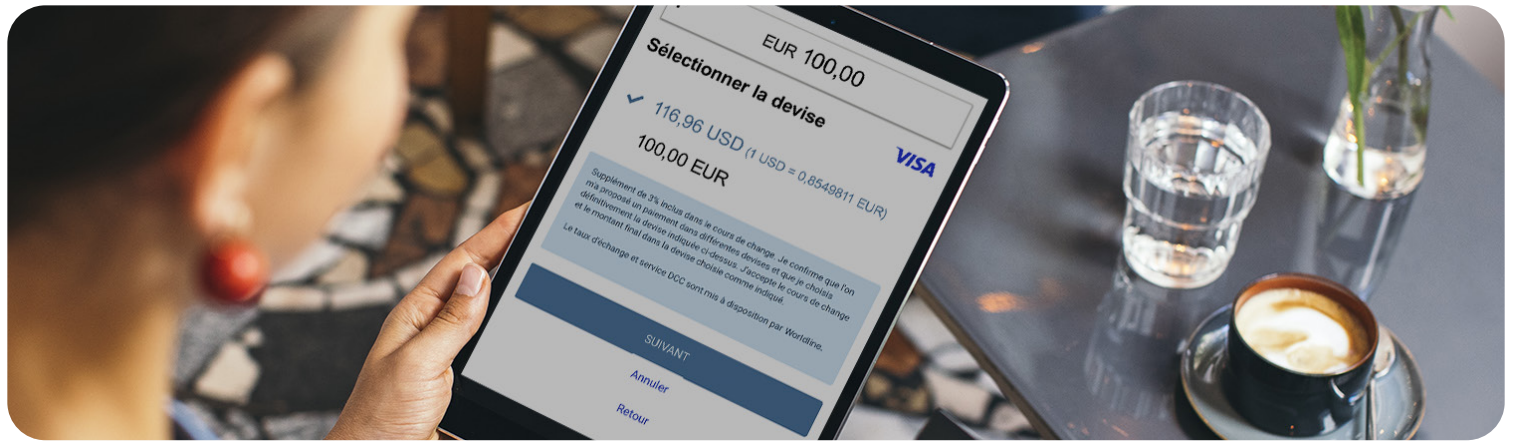 EUR 100,00
Sélectionner la devise
116,96 USD (1 USD = 0,8549811 EUR)
VISA
100,00 EUR
Supplément de 3% inclus dans le cours de change. Je confirme que l'on
m'a proposé un paiement dans différentes devises et que je choisis
définitivement la devise indiquée ci-dessus. J'accepte le cours de change
et le montant final dans la devise choisie comme indiqué
Le taux d'échange et service DCC sont mis à disposition par Worldline.
SUIVANT
Annuler
Retour